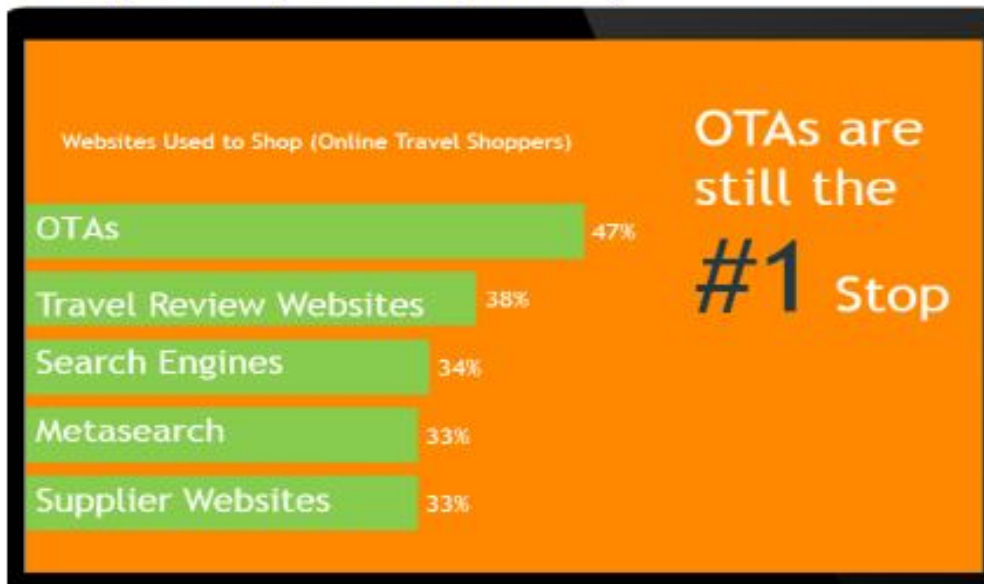 Websites Used to Shop (Online Travel Shoppers)
OTAs
47%
Travel Review Websites
38%
Search Engines
34%
Metasearch
33%
Supplier Websites
33%
OTAs are
still the
#1 Stop